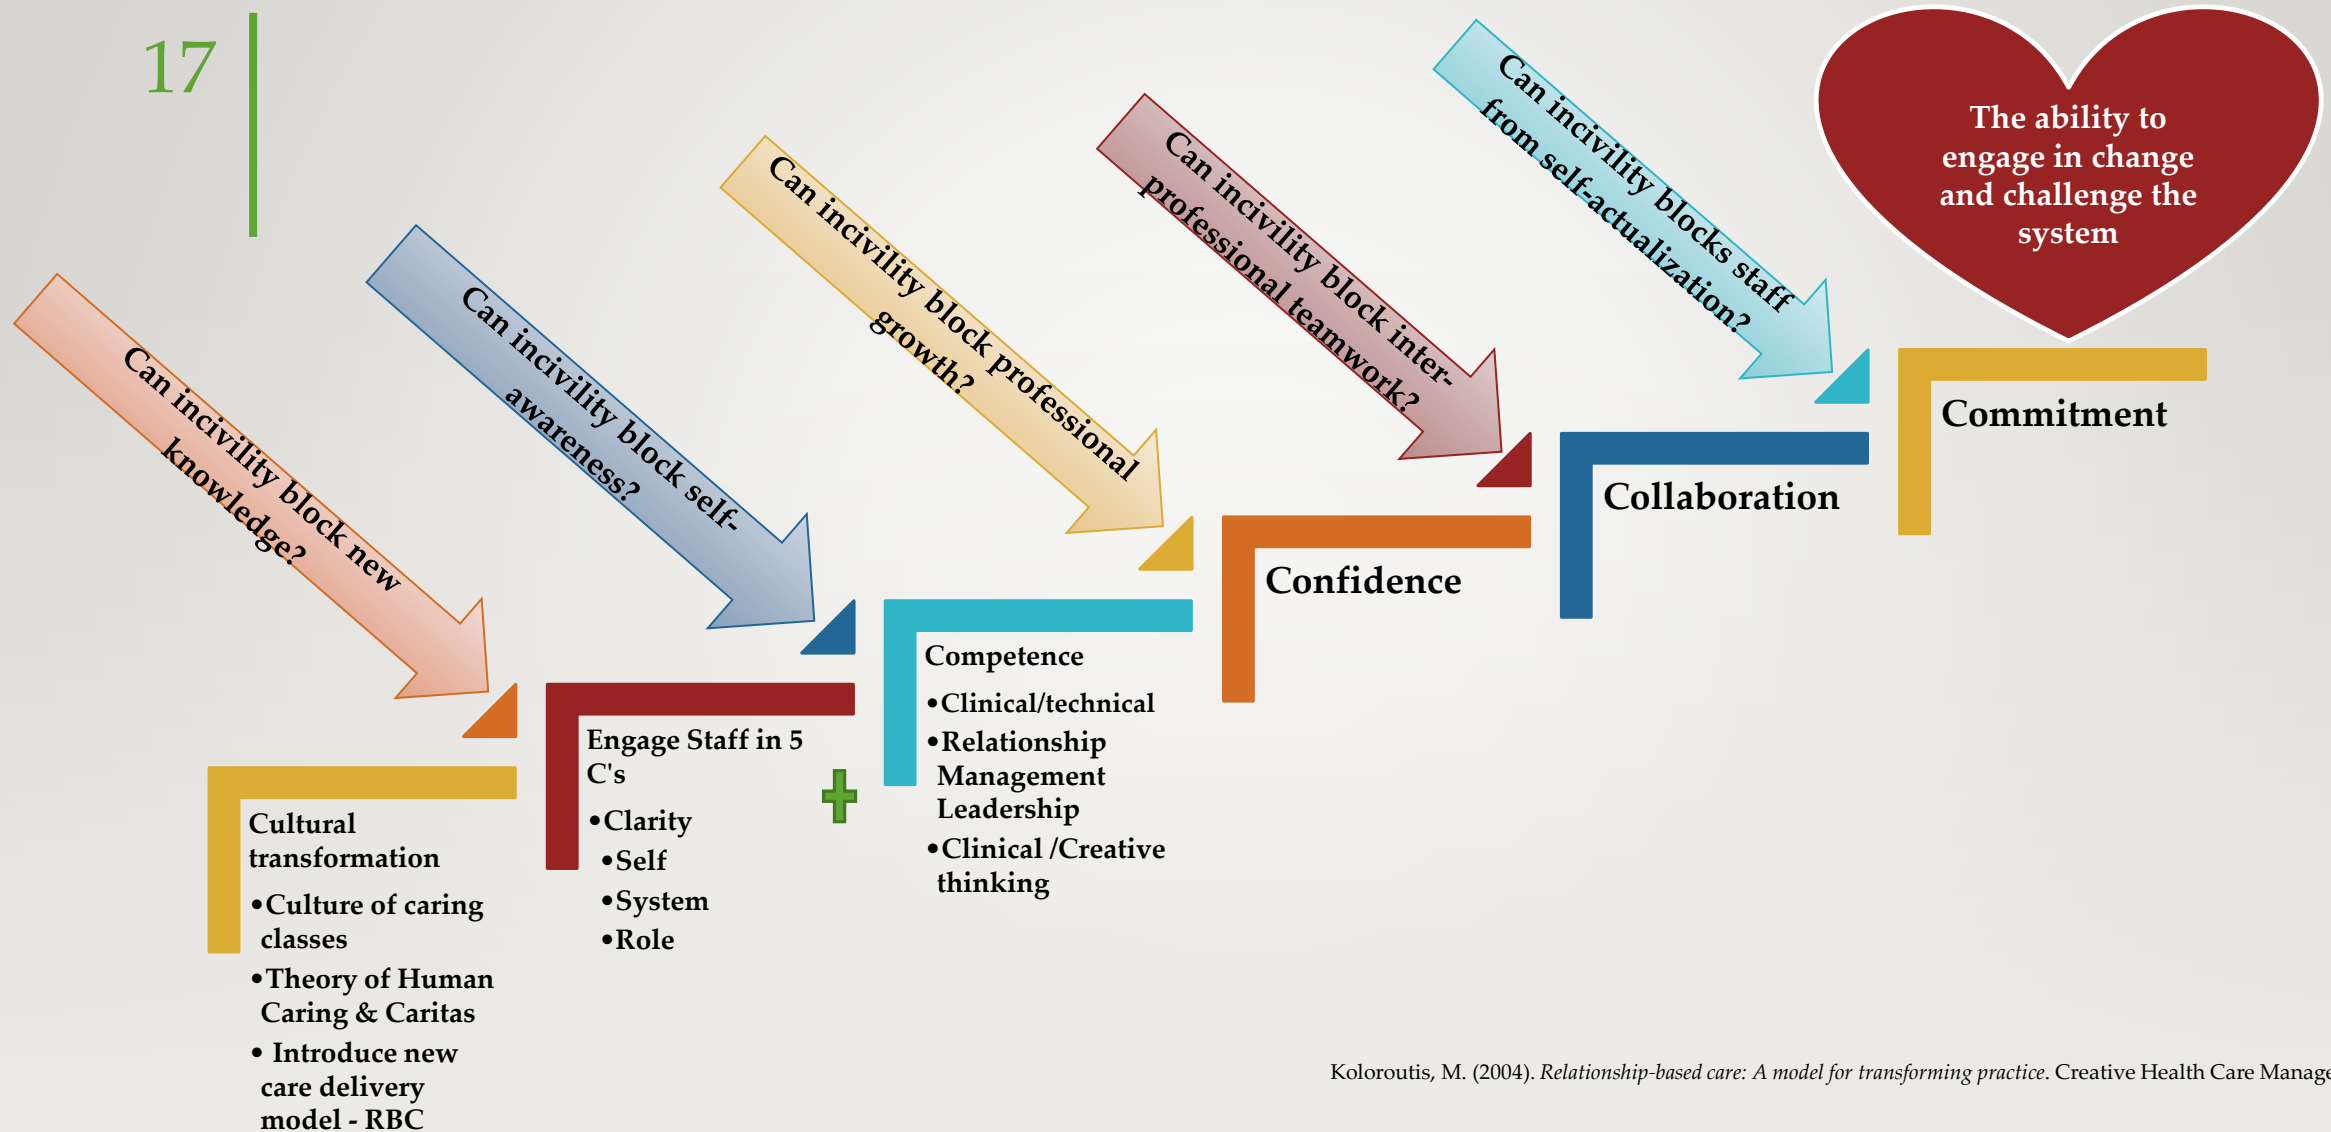 17
Can incivility block new
knowledge?
Can incivility block self-
awareness?
Can incivility block professional
growth?
Can incivility block inter-
professional teamwork?
Can incivility blocks staff
from self-actualization?
The ability to
engage in change
and challenge the
system
Cultural
transformation
•Culture of caring
classes
•Theory of Human
Caring & Caritas
• Introduce new
care delivery
model - RBC
Engage Staff in 5
C's
•Clarity
•Self
•System
•Role
Competence
•Clinical/technical
•Relationship
Management
Leadership
•Clinical /Creative
thinking
Confidence
Collaboration
Commitment
Koloroutis, M. (2004). Relationship-based care: A model for transforming practice. Creative Health Care Manage